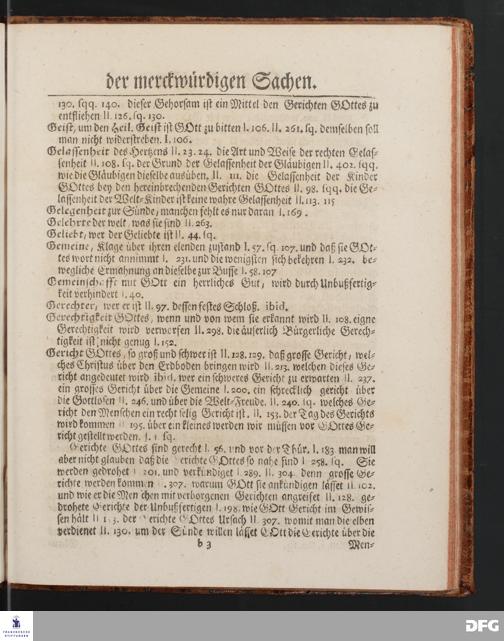 der merckwürdigen Sachen.
130. sqq. 140. dieser Gehorsam ist ein Mittel den Gerichten GOttes zu
entfliehen II. 126. sq. 130.
Geist, um den Heil. Geist ist GOtt zu bitten I. 106. II. 261. sq. demselben soll
man nicht widerstreben. I. 106.
Gelassenheit des Hertzens II. 23. 24. die Art und Weise der rechten Gelas-
senheit II. 108. sq. der Grund der Gelassenheit der Gläubigen II. 402. sqq.
wie die Gläubigen dieselbe ausüben, II. 111. die Gelassenheit der Kinder
GOttes bey den hereinbrechenden Gerichten GOttes II. 98. sqq. die Ge-
lassenheit der Welt-Kinder ist keine wahre Gelassenheit II. 113. 115
Gelegenheit zur Sünde, manchen fehlt es nur daran I. 169.
Gelehrte der welt, was sie sind II. 263.
Geliebt, wer der Geliebte ist II. 44. sq.
Gemeine, Klage über ihren elenden zustand I. 57. sq. 107. und daß sie GOt-
tes wort nicht annimmt I. 231. und die wenigsten sich bekehren I. 232. be-
wegliche Ermahnung an dieselbe zur Busse I. 58. 107
Gemeinschafft mit GOtt ein herrliches Gut, wird durch Unbußfertig-
keit verhindert I. 40.
Gerechter, wer er ist II. 97. dessen festes Schloß. ibid.
Gerechtigkeit GOttes, wenn und von wem sie erkannt wird II. 108. eigne
Gerechtigkeit wird verworfen II. 298. die äuserlich Bürgerliche Gerech-
tigkeit ist nicht genug I. 152.
Gericht GOttes, so groß und schwer ist II. 128. 129. daß grosse Gericht, wel-
ches Christus über den Erdboden bringen wird II. 213. welchen dieses Ge-
richt angedeutet wird ibid. wer ein schweres Gericht zu erwarten II. 237.
ein grosses Gericht über die Gemeine I. 200. ein schrecklich gericht über
die Gottlosen II. 246. und über die Welt-Freude. II. 240. sq. welches Ge-
richt den Menschen ein recht selig Gericht ist. II. 153. der Tag des Gerichts
wird kommen II 195. über ein kleines werden wir müssen vor GOttes Ge-
richt gestellt werden. sq.
Gerichte GOttes sind gerecht I. 56. und vor der Thür. I. 183. man will
aber nicht glauben daß die Gerichte GOttes so nahe sind I 258. sq. Sie
werden gedrohet 201. und verkündiget I. 289. II. 304. denn grosse Ge-
richte werden kommen 307. warum GOtt sie ankündigen lässet II. 102.
und wie er die Menschen mit verborgenen Gerichten angreifet II. 128. ge-
drohete Gerichte der Unbußfertigen I. 198. wie GOtt Gericht im Gewis-
sen hält II der Gerichte GOttes Ursach II. 307. womit man dieselben
verdienet II. 130. um der Sünde willen lässet GOtt die Gerichte über die
b 3 Men-
FRANCKESCHE
STIFTUNGEN
DFG